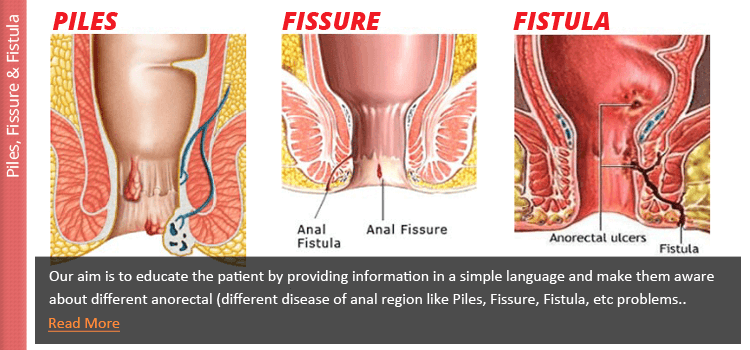 Piles, Fissure & Fistula
PILES
FISSURE
FISTULA
Anal
Fistula
Anal Fissure
Anorectal ulcers
Fistula
Our aim is to educate the patient by providing information in a simple language and make them aware
about different anorectal (different disease of anal region like Piles, Fissure, Fistula, etc problems..
Read More